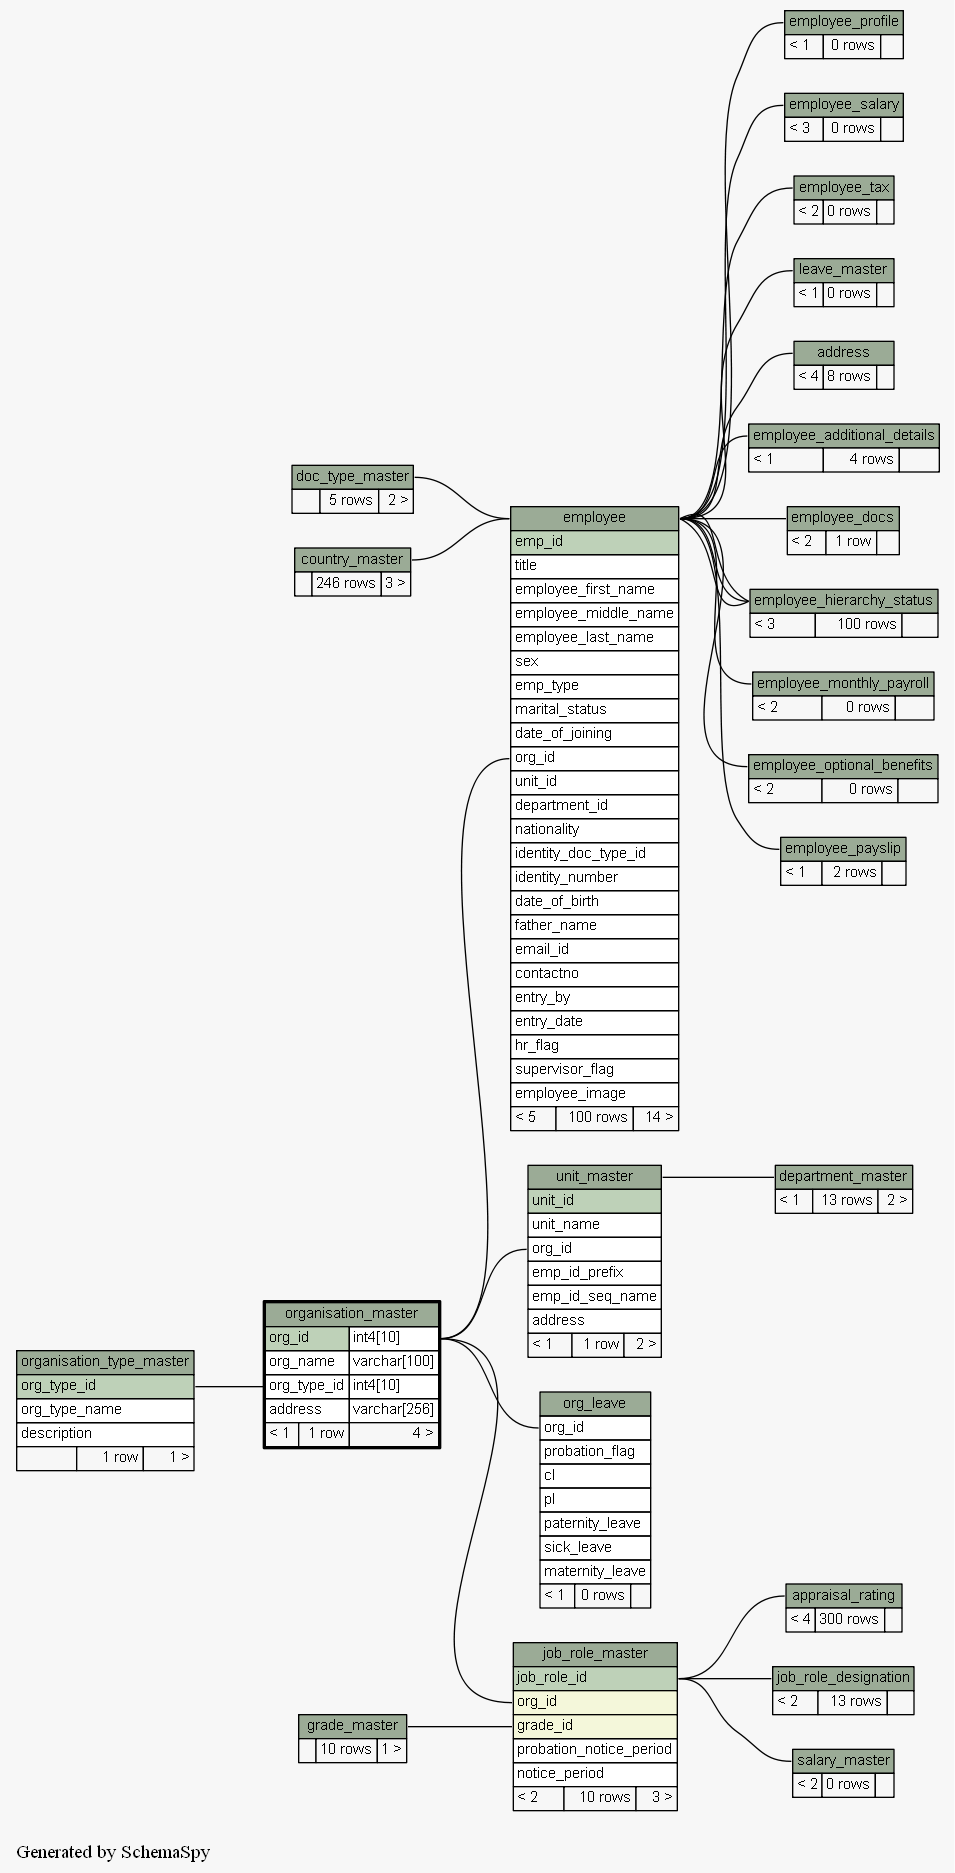 employee_profile
< 1 0 rows
employee_salary
< 3 0 rows
employee_tax
< 2 0 rows
leave_master
< 1 0 rows
address
< 4 8 rows
employee_additional_details
< 1 4 rows
employee_docs
< 2 1 row
employee_hierarchy_status
< 3 100 rows
employee_monthly_payroll
< 2 0 rows
employee_optional_benefits
< 2 0 rows
employee_payslip
< 1 2 rows
doc_type_master
5 rows 2 >
country_master
246 rows 3 >
employee
emp_id
title
employee_first_name
employee_middle_name
employee_last_name
sex
emp_type
marital_status
date_of_joining
org_id
unit_id
department_id
nationality
identity_doc_type_id
identity_number
date_of_birth
father_name
email_id
contactno
entry_by
entry_date
hr_flag
supervisor_flag
employee_image
< 5 100 rows 14 >
unit_master
unit_id
unit_name
org_id
emp_id_prefix
emp_id_seq_name
address
< 1 1 row 2 >
department_master
< 1 13 rows 2 >
organisation_master
org_id int4[10]
org_name varchar[100]
org_type_id int4[10]
address varchar[256]
< 1 1 row 4 >
organisation_type_master
org_type_id
org_type_name
description
1 row 1 >
org_leave
org_id
probation_flag
cl
pl
paternity_leave
sick_leave
maternity_leave
< 1 0 rows
job_role_master
job_role_id
org_id
grade_id
probation_notice_period
notice_period
< 2 10 rows 3 >
grade_master
10 rows 1 >
appraisal_rating
< 4 300 rows
job_role_designation
< 2 13 rows
salary_master
< 2 0 rows
Generated by SchemaSpy